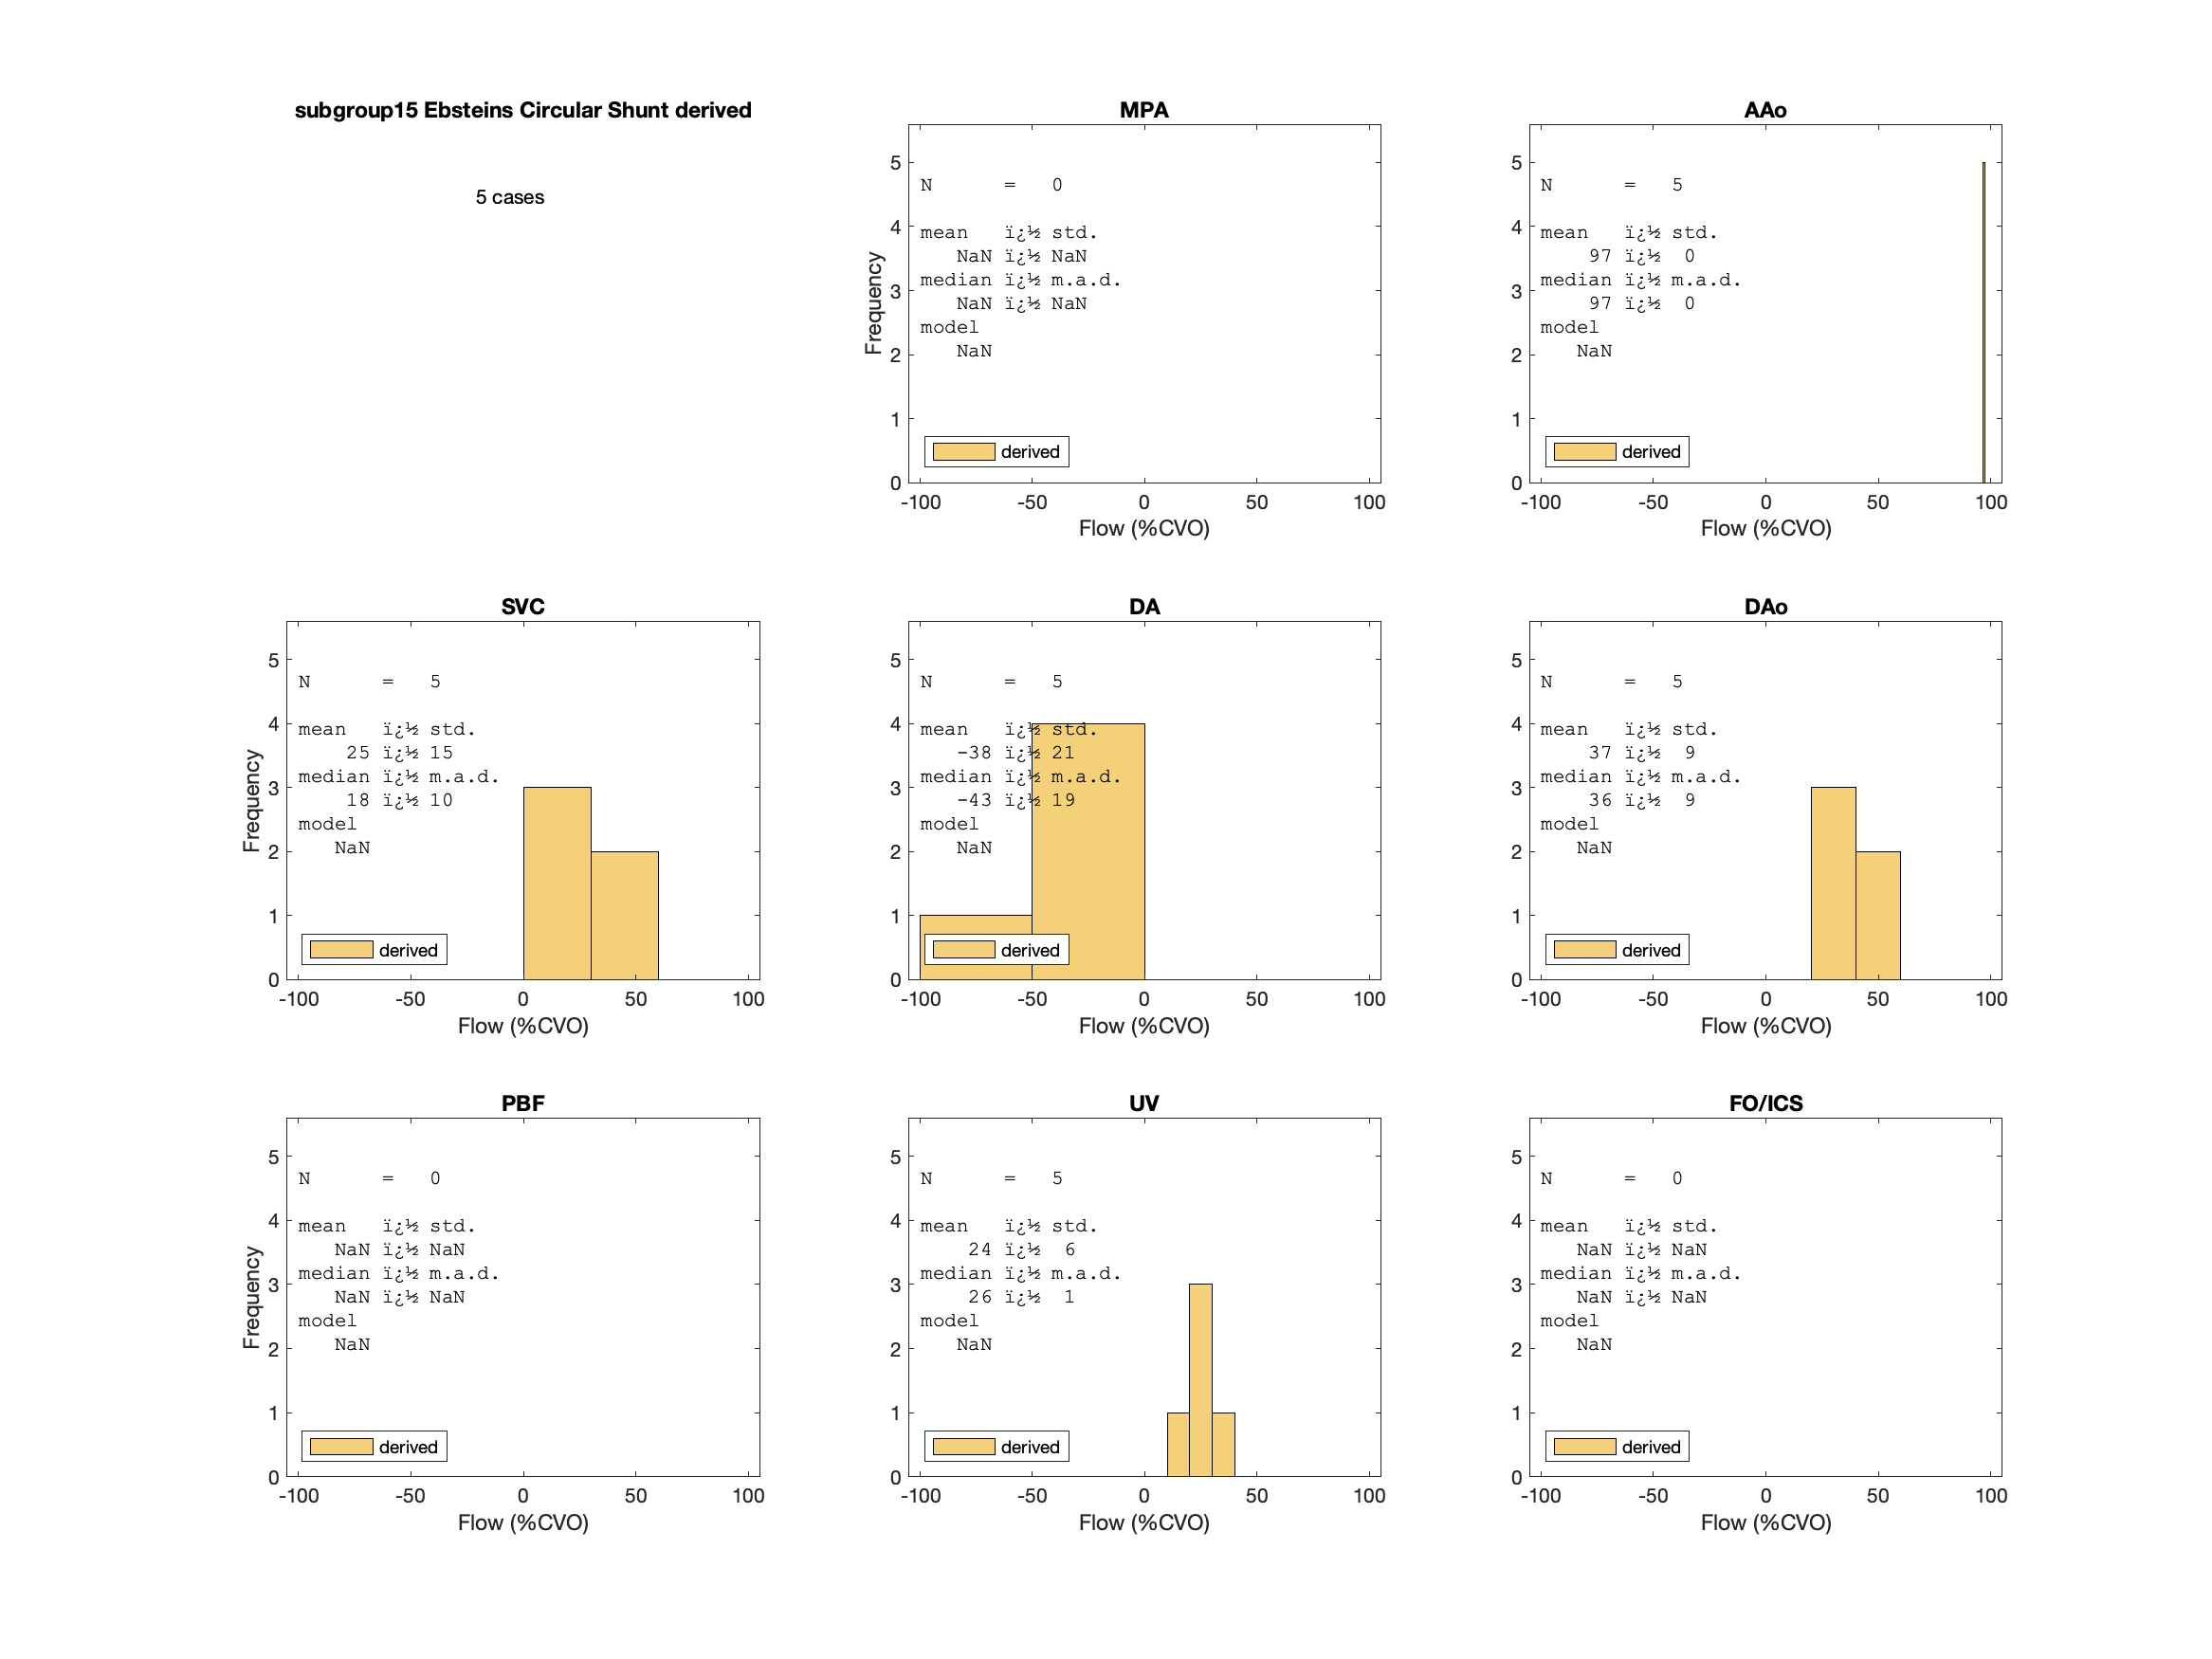 subgroup15 Ebsteins Circular Shunt derived
5 cases
MPA
N = 0
mean ï¿½ std.
NaN ï¿½ NaN
median ï¿½ m.a.d.
NaN ï¿½ NaN
model
NaN
derived
0
1
2
3
4
5
Frequency
-100 -50 0 50 100
Flow (%CVO)
AAo
N = 5
mean ï¿½ std.
97 ï¿½ 0
median ï¿½ m.a.d.
97 ï¿½ 0
model
NaN
derived
0
1
2
3
4
5
-100 -50 0 50 100
Flow (%CVO)
SVC
N = 5
mean ï¿½ std.
25 ï¿½ 15
median ï¿½ m.a.d.
18 ï¿½ 10
model
NaN
derived
0
1
2
3
4
5
Frequency
-100 -50 0 50 100
Flow (%CVO)
DA
N = 5
mean ï¿½ std.
-38 ï¿½ 21
median ï¿½ m.a.d.
-43 ï¿½ 19
model
NaN
derived
0
1
2
3
4
5
-100 -50 0 50 100
Flow (%CVO)
DAo
N = 5
mean ï¿½ std.
37 ï¿½ 9
median ï¿½ m.a.d.
36 ï¿½ 9
model
NaN
derived
0
1
2
3
4
5
-100 -50 0 50 100
Flow (%CVO)
PBF
N = 0
mean ï¿½ std.
NaN ï¿½ NaN
median ï¿½ m.a.d.
NaN ï¿½ NaN
model
NaN
derived
0
1
2
3
4
5
Frequency
-100 -50 0 50 100
Flow (%CVO)
UV
N = 5
mean ï¿½ std.
24 ï¿½ 6
median ï¿½ m.a.d.
26 ï¿½ 1
model
NaN
derived
0
1
2
3
4
5
-100 -50 0 50 100
Flow (%CVO)
FO/ICS
N = 0
mean ï¿½ std.
NaN ï¿½ NaN
median ï¿½ m.a.d.
NaN ï¿½ NaN
model
NaN
derived
0
1
2
3
4
5
-100 -50 0 50 100
Flow (%CVO)